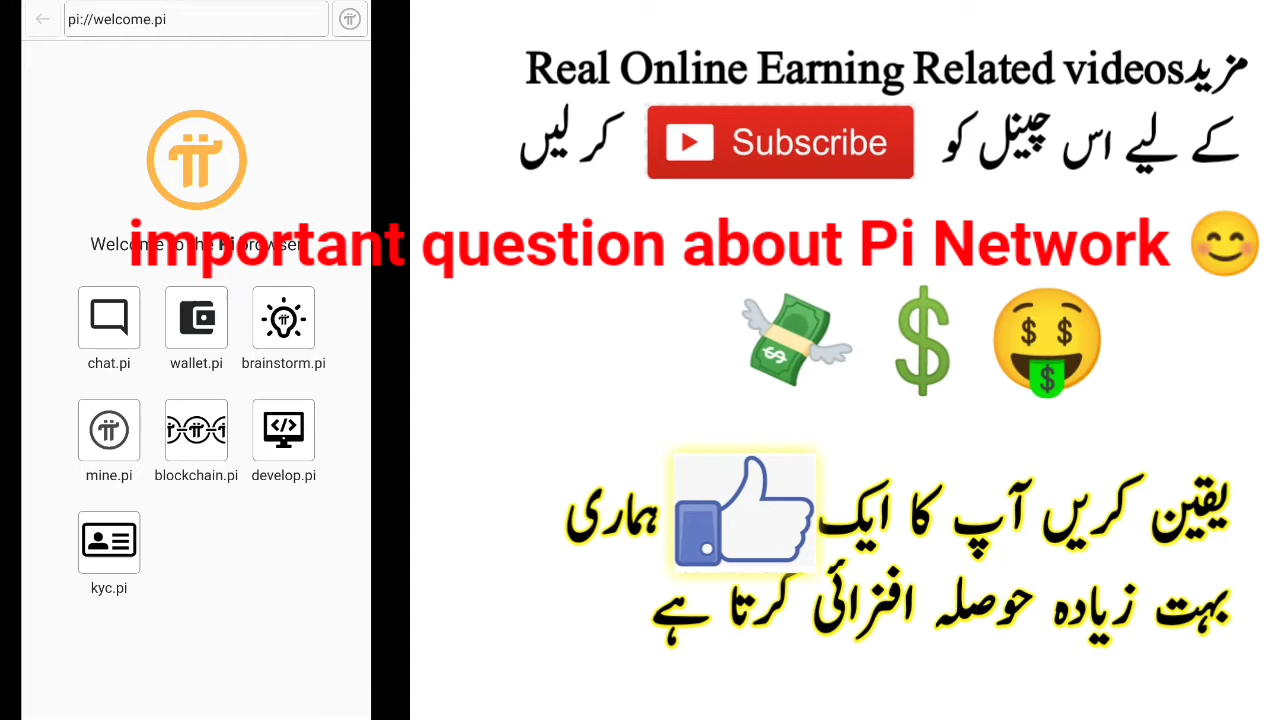 pi://welcome.pi
Welcome to the Pi browser
chat.pi
wallet.pi
brainstorm.pi
mine.pi
blockchain.pi
develop.pi
kyc.pi
مزید Real Online Earning Related videos
کے لیے اس چینل کو Subscribe کر لیں
important question about Pi Network 😊
💸 💲 🤑
یقین کریں آپ کا ایک ہماری
بہت زیادہ حوصلہ افزائی کرتا ہے